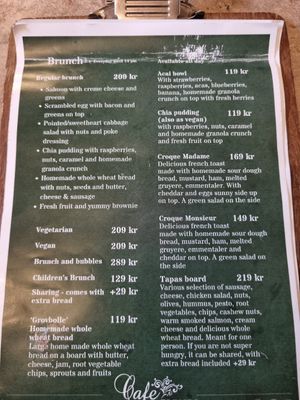 Brunch
Regular brunch 209 kr
• Salmon with creme cheese and
greens
• Scrambled egg with bacon and
greens on top
• Pointed/sweetheart cabbage
salad with nuts and poke
dressing
• Chia pudding with raspberries,
nuts, caramel and homemade
granola crunch
• Homemade whole wheat bread
with nuts, seeds and butter,
cheese & sausage
• Fresh fruit and yummy brownie
Vegetarian 209 kr
Vegan 209 kr
Brunch and bubbles 289 kr
Children's Brunch 129 kr
Sharing - comes with +29 kr
extra bread
'Grovbolle' 119 kr
Homemade whole
wheat bread
Large home made whole wheat
bread on a board with butter,
cheese, jam, root vegetable
chips, sprouts and fruits
Available all day
Acai bowl 119 kr
With strawberries,
raspberries, acas, blueberries,
banana, homemade granola
crunch on top with fresh berries
Chia pudding 119 kr
(also as vegan)
with raspberries, nuts, caramel
and homemade granola crunch
and fresh fruit on top
Croque Madame 169 kr
Delicious french toast
made with homemade sour dough
bread, mustard, ham, melted
gruyere, emmentaler. With
cheddar and eggs sunny side up
on top. A green salad on the side
Croque Monsieur 149 kr
Delicious french toast
made with homemade sour dough
bread, mustard, ham, melted
gruyere, emmentaler and
cheddar on top. A green salad on
the side
Tapas board 219 kr
Various selection of sausage,
cheese, chicken salad, nuts,
olives, hummus, pesto, root
vegetables, chips, cashew nuts,
warm smoked salmon, cream
cheese and delicious whole
wheat bread. Meant for one
person. If you are not super
hungry, it can be shared, with
extra bread included +29 kr
Café